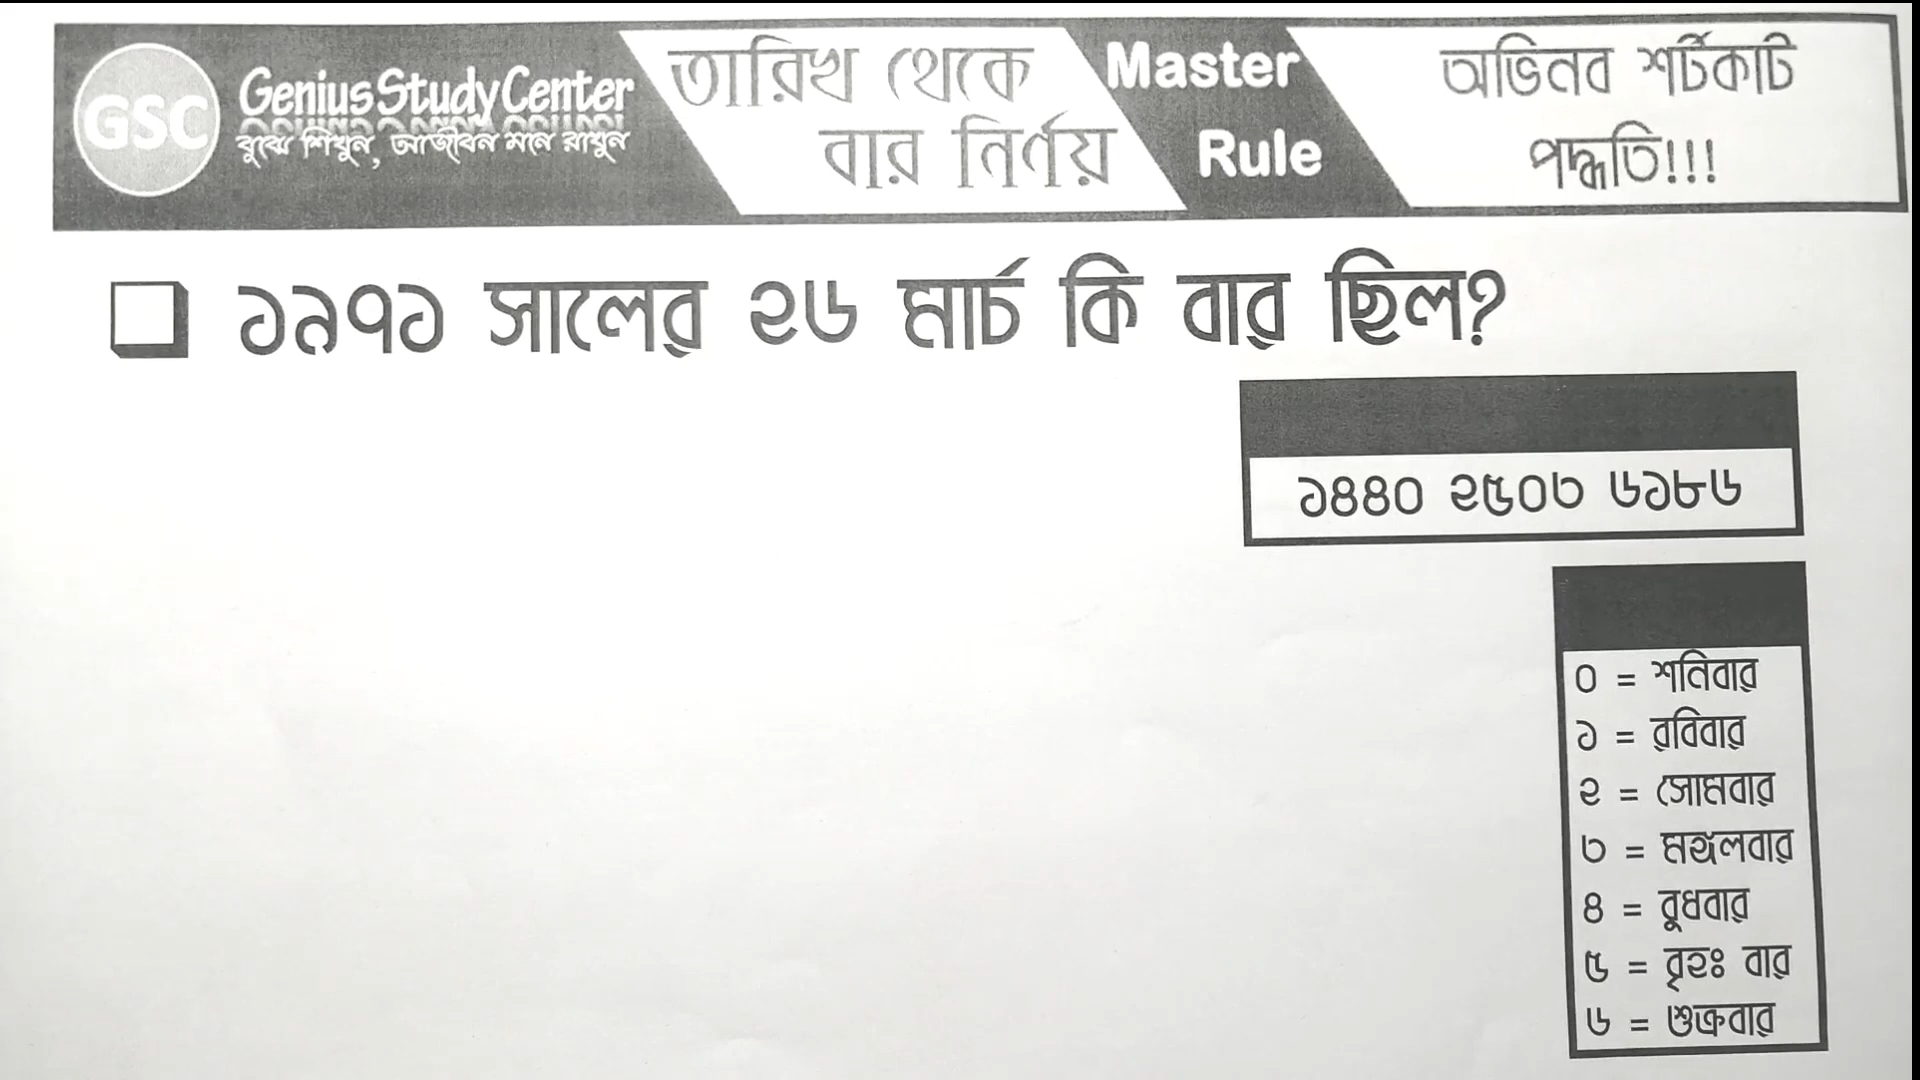 GSC
Genius Study Center
বুঝে শিখুন, আজীবন মনে রাখুন
তারিখ থেকে
বার নির্ণয়
Master
Rule
অভিনব শর্টকাট
পদ্ধতি!!!
১৯৭১ সালের ২৬ মার্চ কি বার ছিল?
১৪৪০ ২৫০৩ ৬১৪৬
০ = শনিবার
১ = রবিবার
২ = সোমবার
৩ = মঙ্গলবার
৪ = বুধবার
৫ = বৃহঃ বার
৬ = শুক্রবার